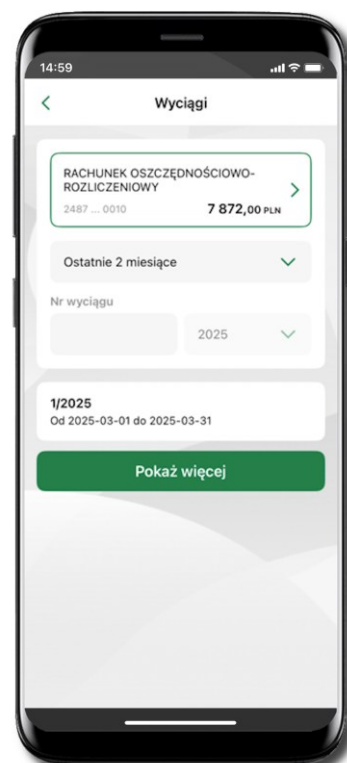 14:59
Wyciągi
RACHUNEK OSZCZĘDNOŚCIOWO-
ROZLICZENIOWY
2487 ... 0010 7 872,00 PLN
Ostatnie 2 miesiące
Nr wyciągu
2025
1/2025
Od 2025-03-01 do 2025-03-31
Pokaż więcej